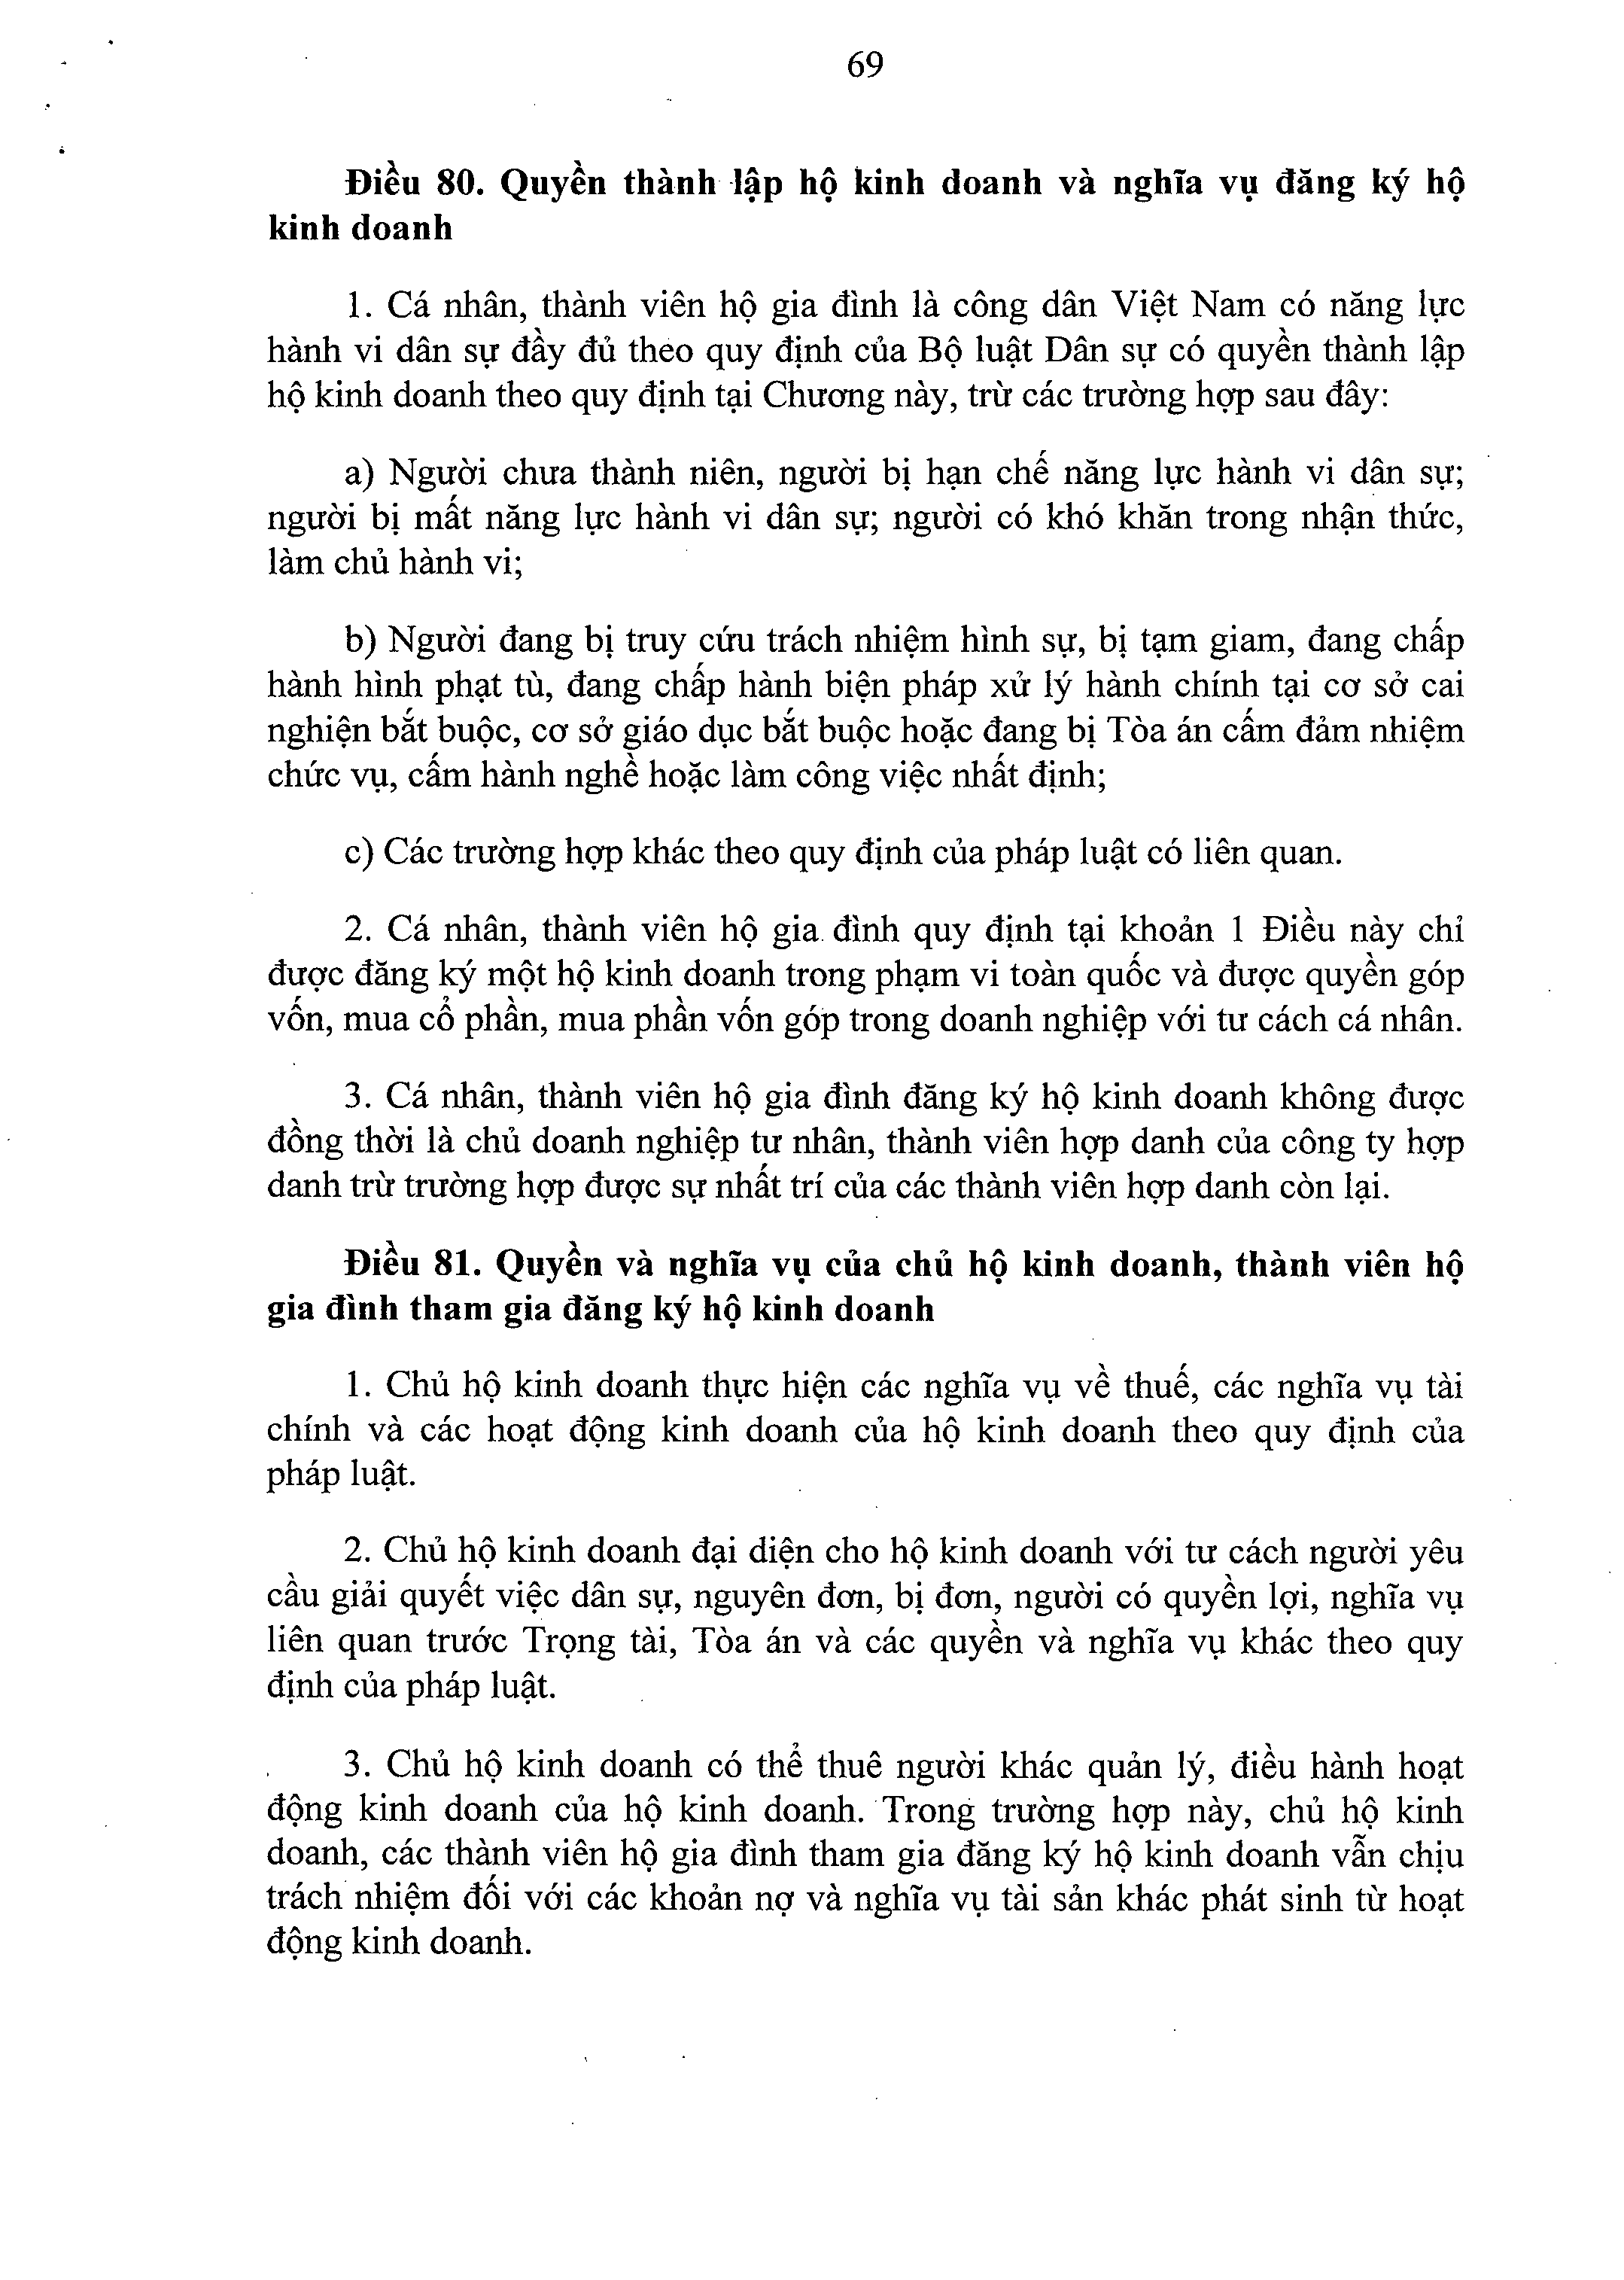 69
Điều 80. Quyền thành lập hộ kinh doanh và nghĩa vụ đăng ký hộ
kinh doanh
1. Cá nhân, thành viên hộ gia đình là công dân Việt Nam có năng lực
hành vi dân sự đầy đủ theo quy định của Bộ luật Dân sự có quyền thành lập
hộ kinh doanh theo quy định tại Chương này, trừ các trường hợp sau đây:
a) Người chưa thành niên, người bị hạn chế năng lực hành vi dân sự;
người bị mất năng lực hành vi dân sự; người có khó khăn trong nhận thức,
làm chủ hành vi;
b) Người đang bị truy cứu trách nhiệm hình sự, bị tạm giam, đang chấp
hành hình phạt tù, đang chấp hành biện pháp xử lý hành chính tại cơ sở cai
nghiện bắt buộc, cơ sở giáo dục bắt buộc hoặc đang bị Tòa án cấm đảm nhiệm
chức vụ, cấm hành nghề hoặc làm công việc nhất định;
c) Các trường hợp khác theo quy định của pháp luật có liên quan.
2. Cá nhân, thành viên hộ gia đình quy định tại khoản 1 Điều này chỉ
được đăng ký một hộ kinh doanh trong phạm vi toàn quốc và được quyền góp
vốn, mua cổ phần, mua phần vốn góp trong doanh nghiệp với tư cách cá nhân.
3. Cá nhân, thành viên hộ gia đình đăng ký hộ kinh doanh không được
đồng thời là chủ doanh nghiệp tư nhân, thành viên hợp danh của công ty hợp
danh trừ trường hợp được sự nhất trí của các thành viên hợp danh còn lại.
Điều 81. Quyền và nghĩa vụ của chủ hộ kinh doanh, thành viên hộ
gia đình tham gia đăng ký hộ kinh doanh
1. Chủ hộ kinh doanh thực hiện các nghĩa vụ về thuế, các nghĩa vụ tài
chính và các hoạt động kinh doanh của hộ kinh doanh theo quy định của
pháp luật.
2. Chủ hộ kinh doanh đại diện cho hộ kinh doanh với tư cách người yêu
cầu giải quyết việc dân sự, nguyên đơn, bị đơn, người có quyền lợi, nghĩa vụ
liên quan trước Trọng tài, Tòa án và các quyền và nghĩa vụ khác theo quy
định của pháp luật.
3. Chủ hộ kinh doanh có thể thuê người khác quản lý, điều hành hoạt
động kinh doanh của hộ kinh doanh. Trong trường hợp này, chủ hộ kinh
doanh, các thành viên hộ gia đình tham gia đăng ký hộ kinh doanh vẫn chịu
trách nhiệm đối với các khoản nợ và nghĩa vụ tài sản khác phát sinh từ hoạt
động kinh doanh.